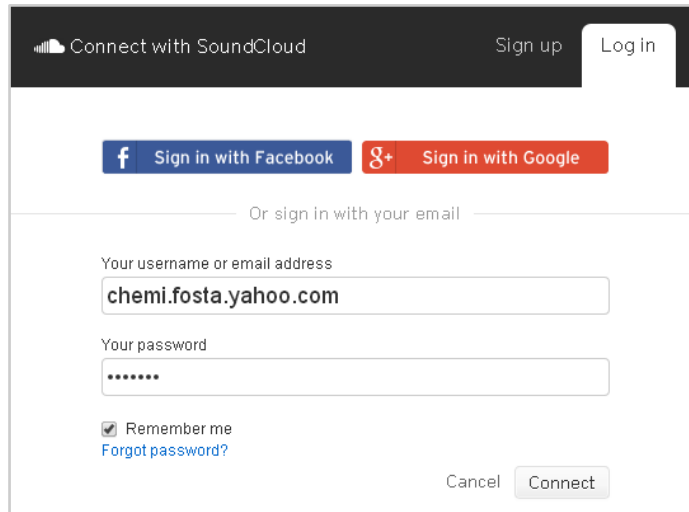 Connect with SoundCloud Sign up Log in
f Sign in with Facebook g+ Sign in with Google
Or sign in with your email
Your username or email address
chemi.fosta.yahoo.com
Your password
•••••••
Remember me
Forgot password?
Cancel Connect